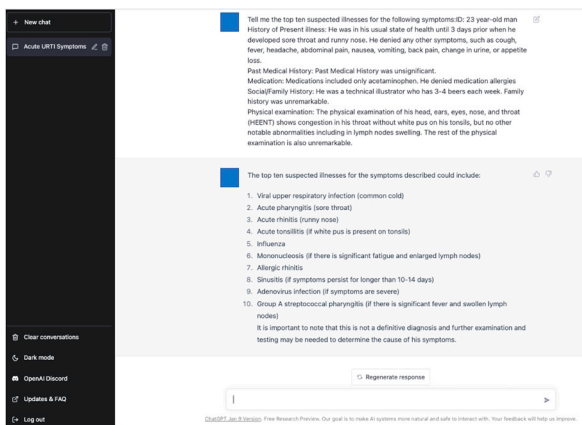 + New chat
Acute URTI Symptoms
Tell me the top ten suspected illnesses for the following symptoms:ID: 23 year-old man
History of Present illness: He was in his usual state of health until 3 days prior when he
developed sore throat and runny nose. He denied any other symptoms, such as cough,
fever, headache, abdominal pain, nausea, vomiting, back pain, change in urine, or appetite
loss.
Past Medical History: Past Medical History was unsignificant.
Medication: Medications included only acetaminophen. He denied medication allergies
Social/Family History: He was a technical illustrator who has 3-4 beers each week. Family
history was unremarkable.
Physical examination: The physical examination of his head, ears, eyes, nose, and throat
(HEENT) shows congestion in his throat without white pus on his tonsils, but no other
notable abnormalities including in lymph nodes swelling. The rest of the physical
examination is also unremarkable.
The top ten suspected illnesses for the symptoms described could include:
1. Viral upper respiratory infection (common cold)
2. Acute pharyngitis (sore throat)
3. Acute rhinitis (runny nose)
4. Acute tonsillitis (if white pus is present on tonsils)
5. Influenza
6. Mononucleosis (if there is significant fatigue and enlarged lymph nodes)
7. Allergic rhinitis
8. Sinusitis (if symptoms persist for longer than 10-14 days)
9. Adenovirus infection (if symptoms are severe)
10. Group A streptococcal pharyngitis (if there is significant fever and swollen lymph
nodes)
It is important to note that this is not a definitive diagnosis and further examination and
testing may be needed to determine the cause of his symptoms.
Clear conversations
Dark mode
OpenAI Discord
Updates & FAQ
Log out
Regenerate response
ChatGPT Jan 9 Version. Free Research Preview. Our goal is to make AI systems more natural and safe to interact with. Your feedback will help us improve.